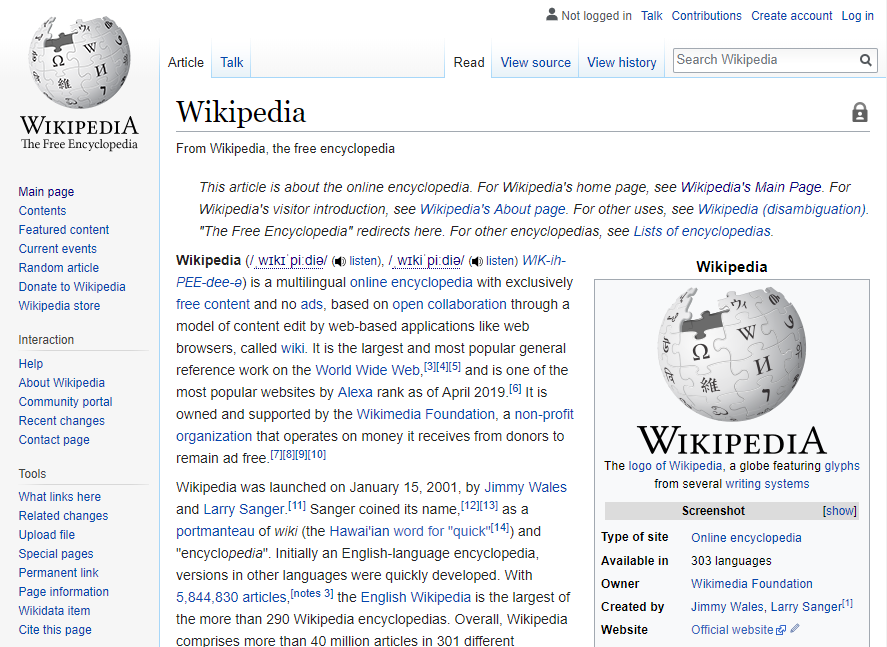 Not logged in Talk Contributions Create account Log in
Article Talk Read View source View history Search Wikipedia
WIKIPEDIA
The Free Encyclopedia
Main page
Contents
Featured content
Current events
Random article
Donate to Wikipedia
Wikipedia store
Interaction
Help
About Wikipedia
Community portal
Recent changes
Contact page
Tools
What links here
Related changes
Upload file
Special pages
Permanent link
Page information
Wikidata item
Cite this page
Wikipedia
From Wikipedia, the free encyclopedia
This article is about the online encyclopedia. For Wikipedia's home page, see Wikipedia's Main Page. For
Wikipedia's visitor introduction, see Wikipedia's About page. For other uses, see Wikipedia (disambiguation).
"The Free Encyclopedia" redirects here. For other encyclopedias, see Lists of encyclopedias.
Wikipedia (/ˌwɪkɪˈpiːdiə/ (listen), /ˌwɪkiˈpiːdiə/ (listen) WIK-ih-
PEE-dee-ə) is a multilingual online encyclopedia with exclusively
free content and no ads, based on open collaboration through a
model of content edit by web-based applications like web
browsers, called wiki. It is the largest and most popular general
reference work on the World Wide Web,[3][4][5] and is one of the
most popular websites by Alexa rank as of April 2019.[6] It is
owned and supported by the Wikimedia Foundation, a non-profit
organization that operates on money it receives from donors to
remain ad free.[7][8][9][10]
Wikipedia was launched on January 15, 2001, by Jimmy Wales
and Larry Sanger.[11] Sanger coined its name,[12][13] as a
portmanteau of wiki (the Hawai'ian word for "quick"[14]) and
"encyclopedia". Initially an English-language encyclopedia,
versions in other languages were quickly developed. With
5,844,830 articles,[notes 3] the English Wikipedia is the largest of
the more than 290 Wikipedia encyclopedias. Overall, Wikipedia
comprises more than 40 million articles in 301 different
Wikipedia
Ω W И 維
WIKIPEDIA
The logo of Wikipedia, a globe featuring glyphs
from several writing systems
Screenshot [show]
Type of site Online encyclopedia
Available in 303 languages
Owner Wikimedia Foundation
Created by Jimmy Wales, Larry Sanger[1]
Website Official website